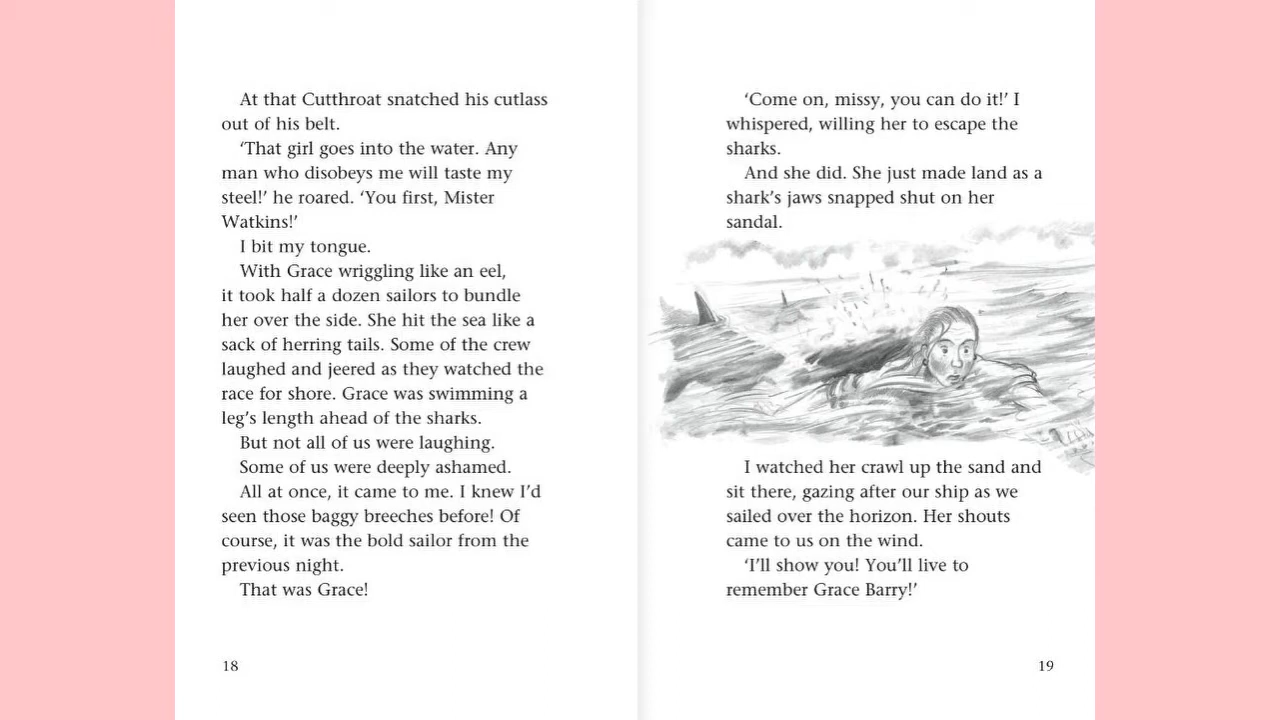 At that Cutthroat snatched his cutlass
out of his belt.
‘That girl goes into the water. Any
man who disobeys me will taste my
steel!’ he roared. ‘You first, Mister
Watkins!’
I bit my tongue.
With Grace wriggling like an eel,
it took half a dozen sailors to bundle
her over the side. She hit the sea like a
sack of herring tails. Some of the crew
laughed and jeered as they watched the
race for shore. Grace was swimming a
leg’s length ahead of the sharks.
But not all of us were laughing.
Some of us were deeply ashamed.
All at once, it came to me. I knew I’d
seen those baggy breeches before! Of
course, it was the bold sailor from the
previous night.
That was Grace!
18
‘Come on, missy, you can do it!’ I
whispered, willing her to escape the
sharks.
And she did. She just made land as a
shark’s jaws snapped shut on her
sandal.
I watched her crawl up the sand and
sit there, gazing after our ship as we
sailed over the horizon. Her shouts
came to us on the wind.
‘I’ll show you! You’ll live to
remember Grace Barry!’
19